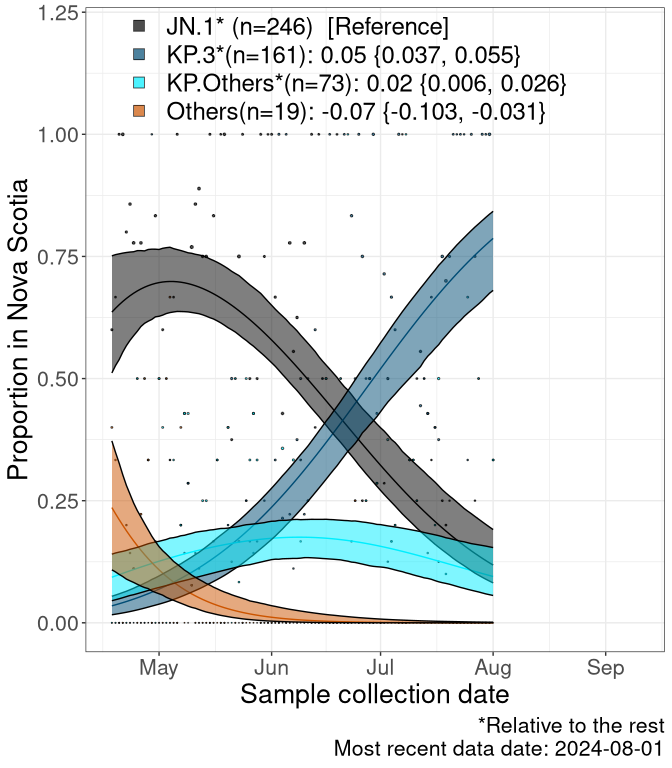 1.25
JN.1* (n=246)  [Reference]
KP.3*(n=161): 0.05 {0.037, 0.055}
KP.Others*(n=73): 0.02 {0.006, 0.026}
Others(n=19): -0.07 {-0.103, -0.031}
1.00
0.75
0.50
0.25
0.00
Proportion in Nova Scotia
May Jun Jul Aug Sep
Sample collection date
*Relative to the rest
Most recent data date: 2024-08-01